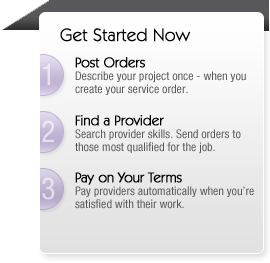 Get Started Now
1
Post Orders
Describe your project once - when you
create your service order.
2
Find a Provider
Search provider skills. Send orders to
those most qualified for the job.
3
Pay on Your Terms
Pay providers automatically when you're
satisfied with their work.